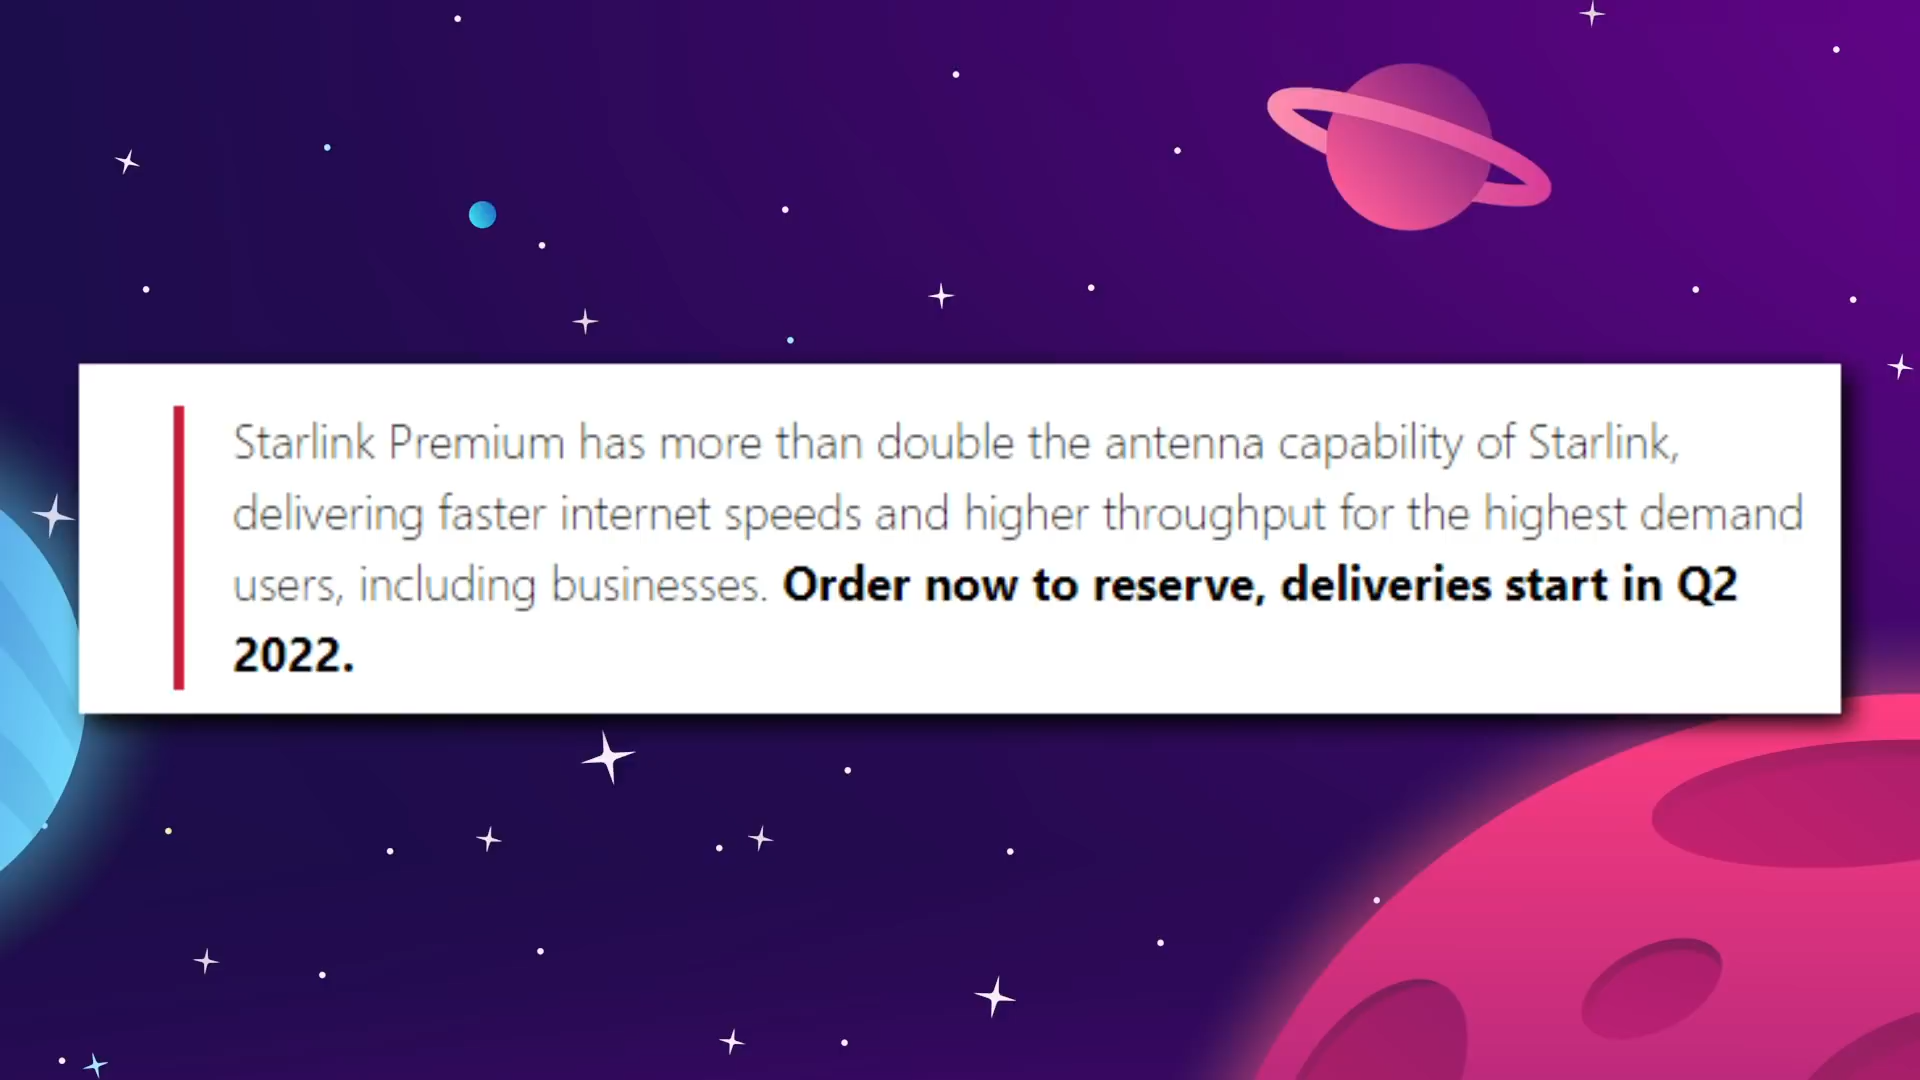 Starlink Premium has more than double the antenna capability of Starlink,
delivering faster internet speeds and higher throughput for the highest demand
users, including businesses. Order now to reserve, deliveries start in Q2
2022.